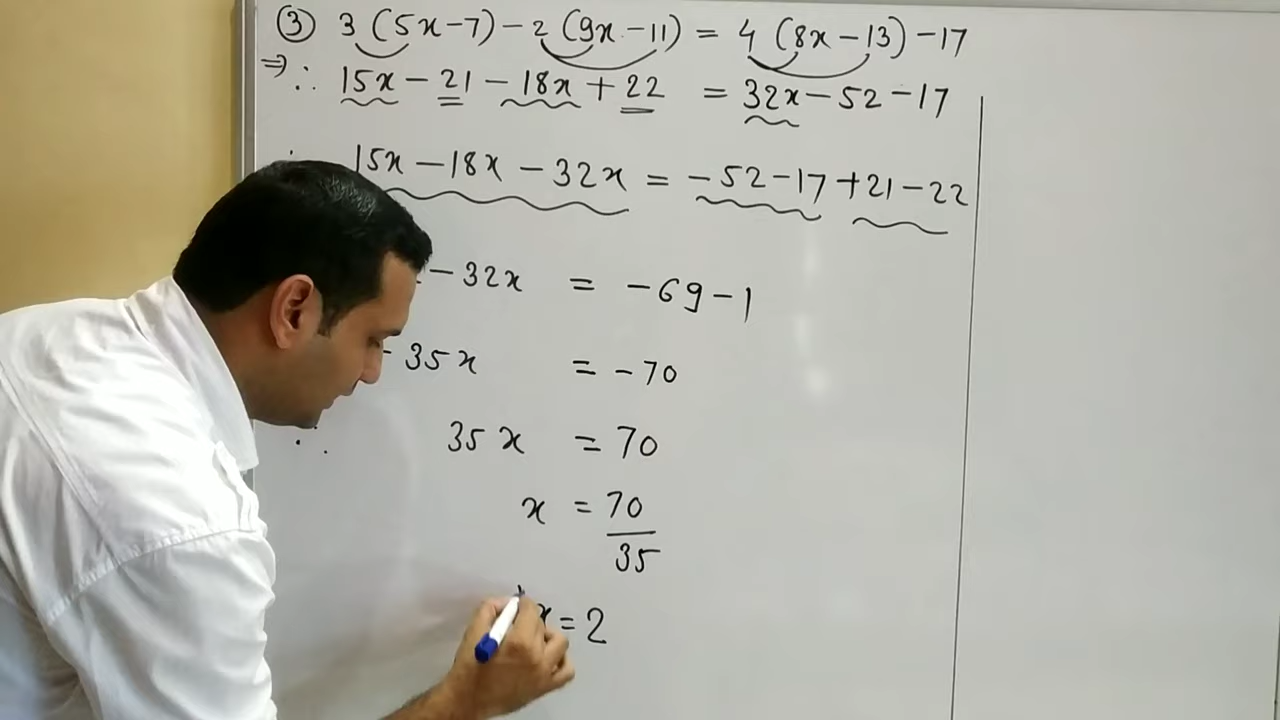 ③ 3 (5x-7) - 2 (9x - 11) = 4 (8x - 13) - 17
⇒ ∴ 15x - 21 - 18x + 22 = 32x - 52 - 17
15x - 18x - 32x = -52 - 17 + 21 - 22
- 32x = - 69 - 1
- 35x = - 70
∴ 35x = 70
x = 70
35
x = 2